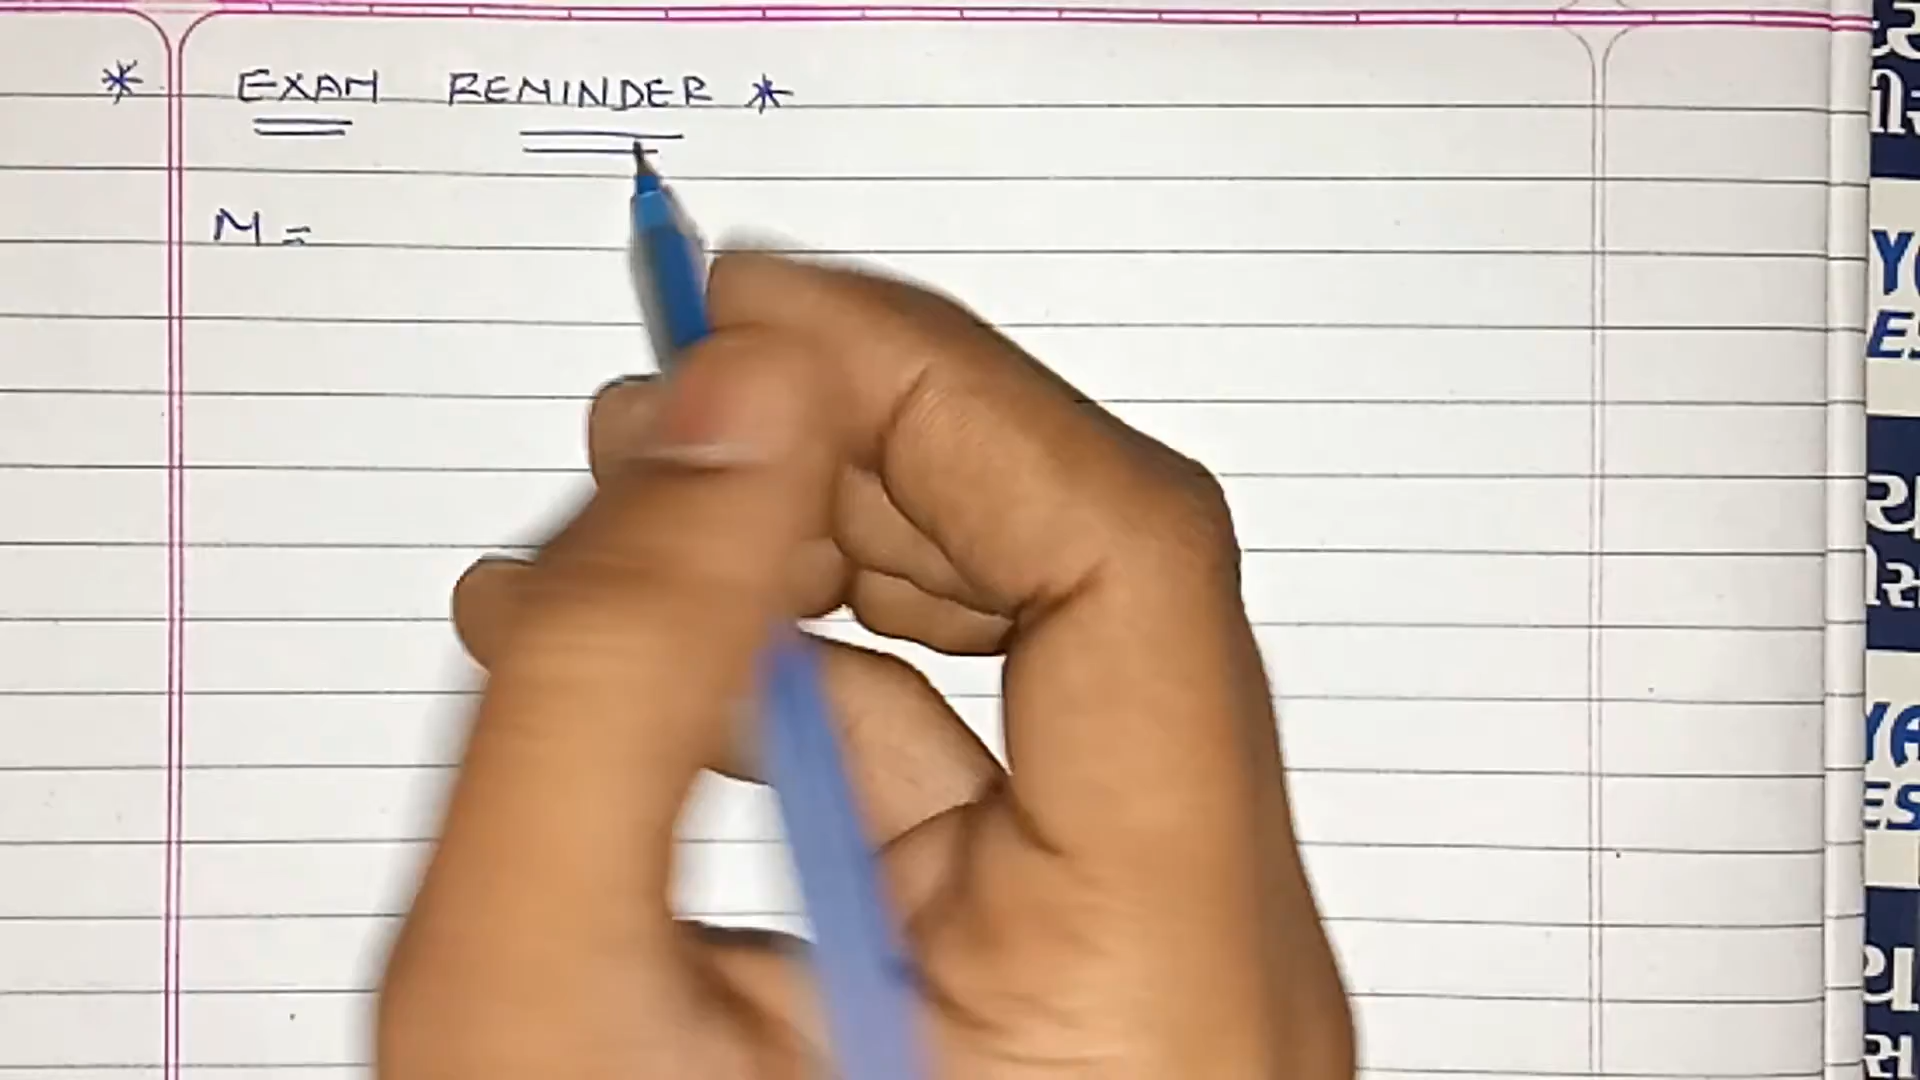 * EXAM REMINDER *
M =